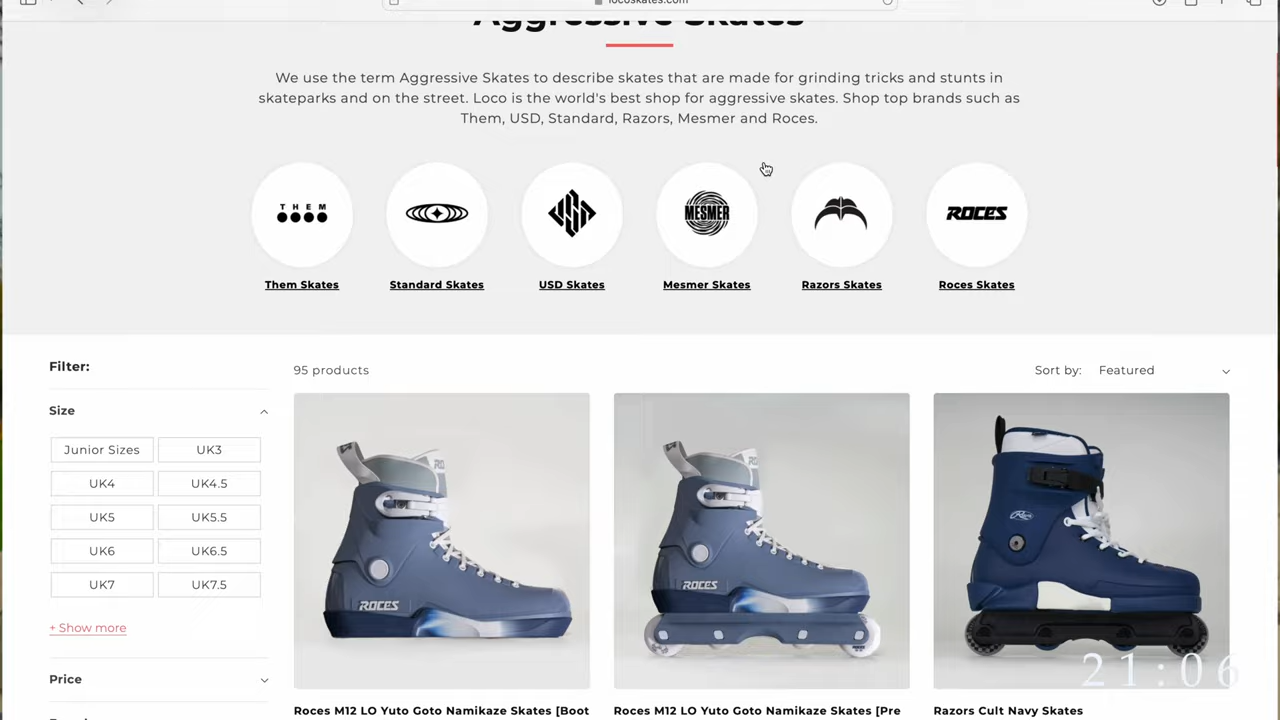 locoskates.com
Aggressive Skates
We use the term Aggressive Skates to describe skates that are made for grinding tricks and stunts in
skateparks and on the street. Loco is the world's best shop for aggressive skates. Shop top brands such as
Them, USD, Standard, Razors, Mesmer and Roces.
THEM
MESMER
ROCES
Them Skates
Standard Skates
USD Skates
Mesmer Skates
Razors Skates
Roces Skates
Filter:
95 products
Sort by: Featured
Size
Junior Sizes
UK3
UK4
UK4.5
UK5
UK5.5
UK6
UK6.5
UK7
UK7.5
+ Show more
Price
ROCES
ROCES
21:06
Roces M12 LO Yuto Goto Namikaze Skates [Boot
Roces M12 LO Yuto Goto Namikaze Skates [Pre
Razors Cult Navy Skates